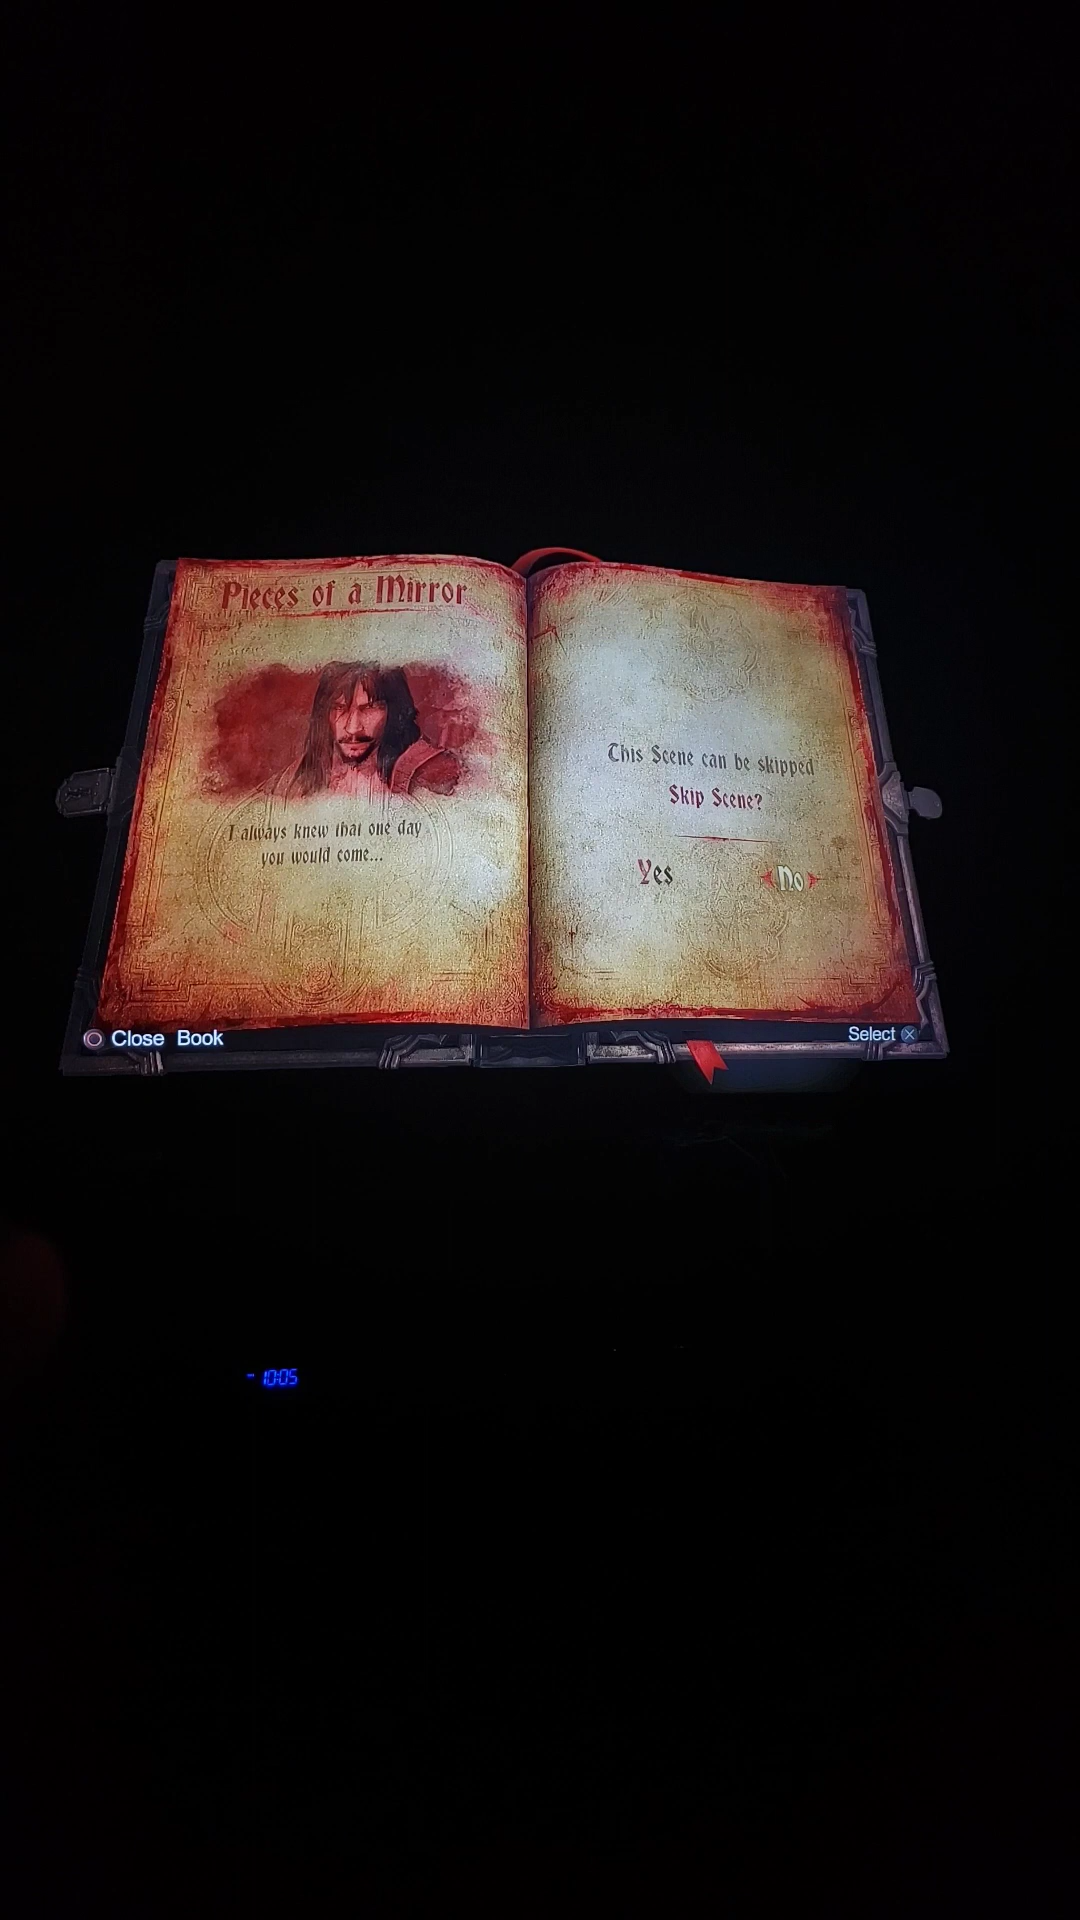 Pieces of a Mirror
I always knew that one day
you would come...
This Scene can be skipped
Skip Scene?
Yes
No
Close Book
Select
10:05